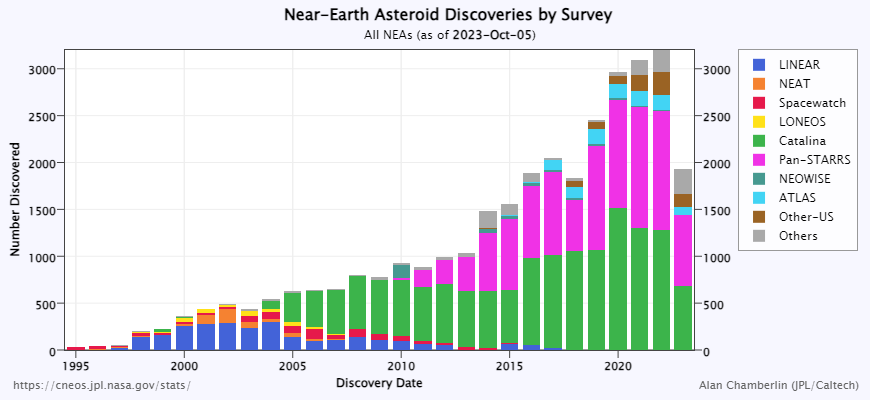 Near-Earth Asteroid Discoveries by Survey
All NEAs (as of 2023-Oct-05)
Number Discovered
3000
2500
2000
1500
1000
500
0
3000
2500
2000
1500
1000
500
0
1995
2000
2005
2010
2015
2020
Discovery Date
LINEAR
NEAT
Spacewatch
LONEOS
Catalina
Pan-STARRS
NEOWISE
ATLAS
Other-US
Others
https://cneos.jpl.nasa.gov/stats/
Alan Chamberlin (JPL/Caltech)